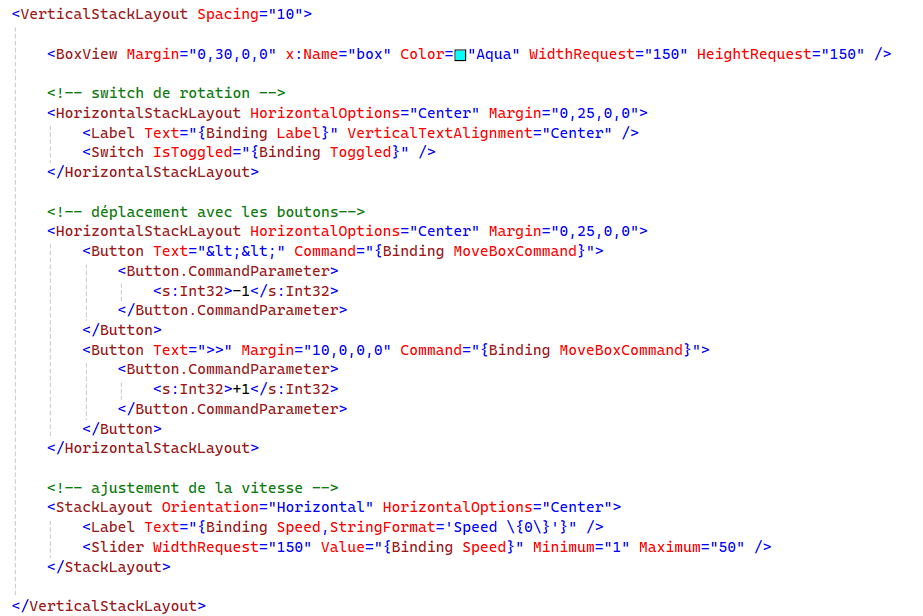 <VerticalStackLayout Spacing="10">
<BoxView Margin="0,30,0,0" x:Name="box" Color="Aqua" WidthRequest="150" HeightRequest="150" />
<!-- switch de rotation -->
<HorizontalStackLayout HorizontalOptions="Center" Margin="0,25,0,0">
<Label Text="{Binding Label}" VerticalTextAlignment="Center" />
<Switch IsToggled="{Binding Toggled}" />
</HorizontalStackLayout>
<!-- déplacement avec les boutons-->
<HorizontalStackLayout HorizontalOptions="Center" Margin="0,25,0,0">
<Button Text="&lt;&lt;" Command="{Binding MoveBoxCommand}">
<Button.CommandParameter>
<s:Int32>-1</s:Int32>
</Button.CommandParameter>
</Button>
<Button Text=">>" Margin="10,0,0,0" Command="{Binding MoveBoxCommand}">
<Button.CommandParameter>
<s:Int32>+1</s:Int32>
</Button.CommandParameter>
</Button>
</HorizontalStackLayout>
<!-- ajustement de la vitesse -->
<StackLayout Orientation="Horizontal" HorizontalOptions="Center">
<Label Text="{Binding Speed,StringFormat='Speed \{0\}'}" />
<Slider WidthRequest="150" Value="{Binding Speed}" Minimum="1" Maximum="50" />
</StackLayout>
</VerticalStackLayout>